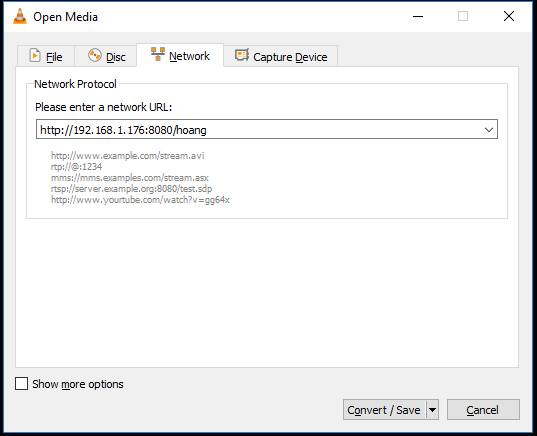 Open Media
File Disc Network Capture Device
Network Protocol
Please enter a network URL:
http://192.168.1.176:8080/hoang
http://www.example.com/stream.avi
rtp://@:1234
mms://mms.examples.com/stream.asx
rtsp://server.example.org:8080/test.sdp
http://www.yourtube.com/watch?v=gg64x
Show more options
Convert / Save Cancel